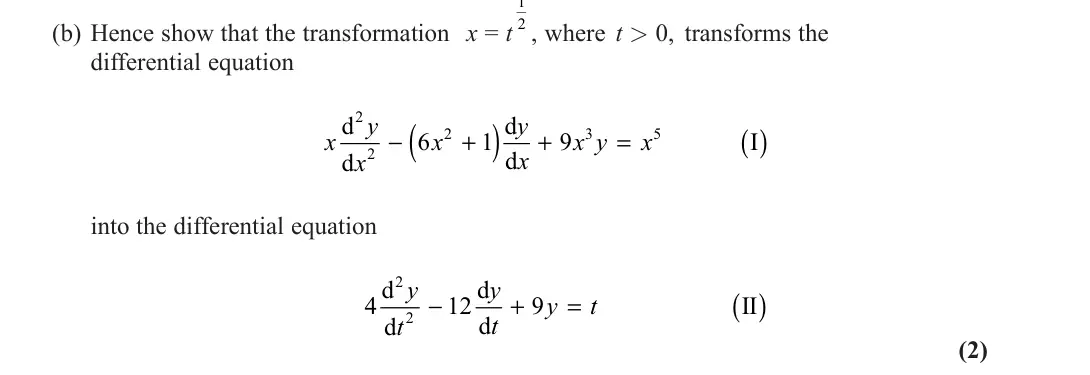 (b) Hence show that the transformation x = t^{1/2}, where t > 0, transforms the
differential equation
x d²y/dx² − (6x² + 1) dy/dx + 9x³y = x⁵ (I)
into the differential equation
4 d²y/dt² − 12 dy/dt + 9y = t (II)
(2)